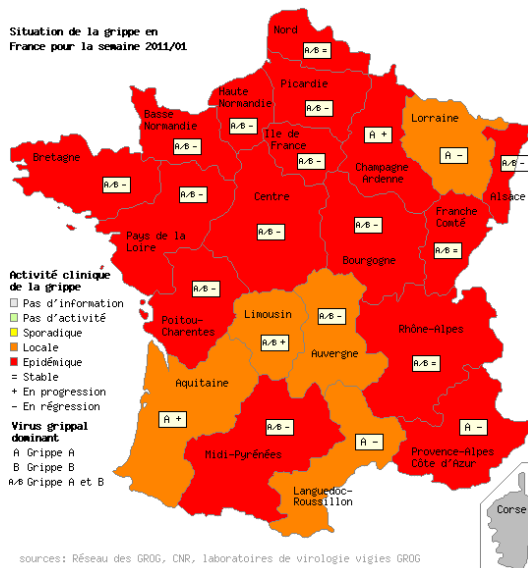 Situation de la grippe en
France pour la semaine 2011/01
Nord
A/B =
Picardie
A/B -
Haute
Normandie
A/B -
Basse
Normandie
A/B -
Ile de
France
A/B -
A +
Champagne
Ardenne
Lorraine
A -
A/B -
Alsace
Bretagne
A/B -
A/B -
Pays de la
Loire
Centre
A/B -
A/B -
Bourgogne
Franche
Comté
A/B =
A/B -
Poitou-
Charentes
Limousin
A/B +
A/B -
Auvergne
Rhône-Alpes
A/B =
Aquitaine
A +
A/B -
Midi-Pyrénées
A -
Languedoc-
Roussillon
A -
Provence-Alpes
Côte d'Azur
Corse
Activité clinique
de la grippe
Pas d'information
Pas d'activité
Sporadique
Locale
Epidémique
= Stable
+ En progression
- En régression
Virus grippal
dominant
A Grippe A
B Grippe B
A/B Grippe A et B
sources: Réseau des GROG, CNR, laboratoires de virologie vigies GROG